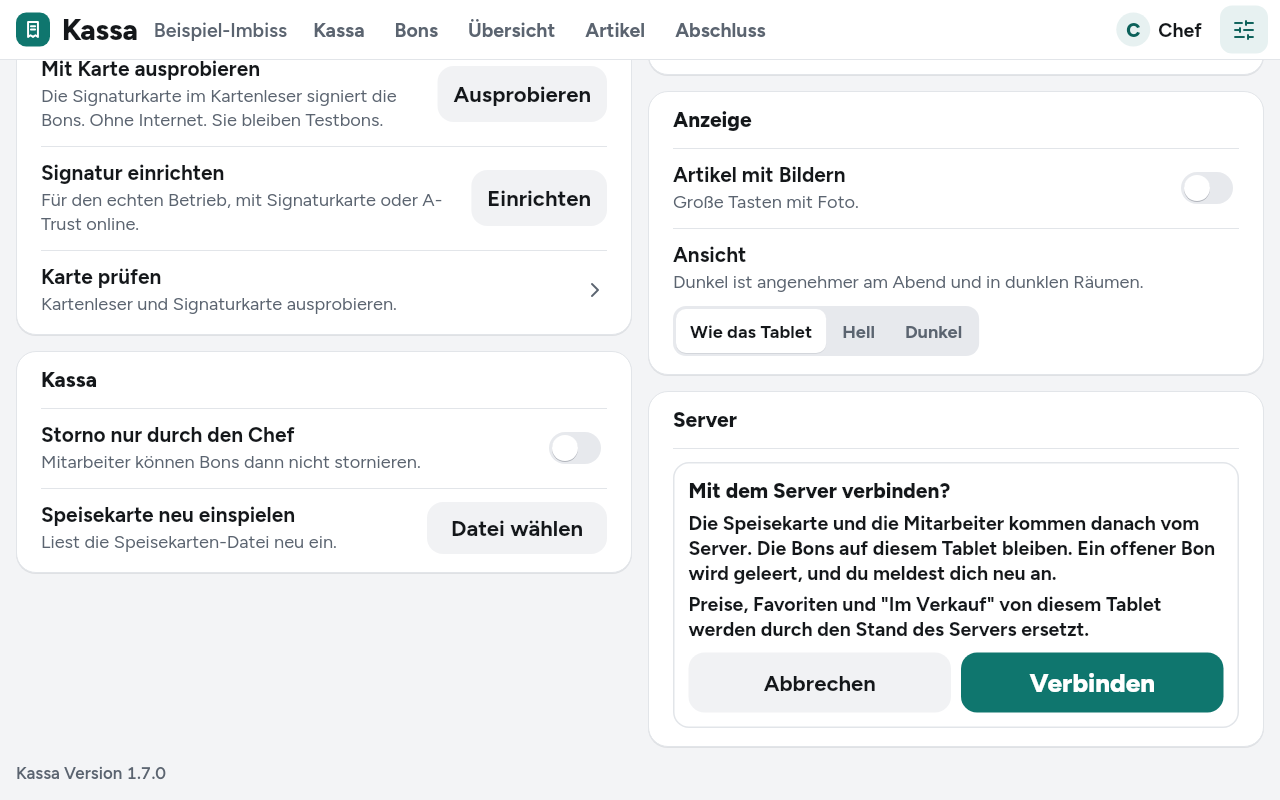 Kassa
Beispiel-Imbiss
Kassa
Bons
Übersicht
Artikel
Abschluss
C
Chef
Mit Karte ausprobieren
Die Signaturkarte im Kartenleser signiert die
Bons. Ohne Internet. Sie bleiben Testbons.
Ausprobieren
Signatur einrichten
Für den echten Betrieb, mit Signaturkarte oder A-
Trust online.
Einrichten
Karte prüfen
Kartenleser und Signaturkarte ausprobieren.
Kassa
Storno nur durch den Chef
Mitarbeiter können Bons dann nicht stornieren.
Speisekarte neu einspielen
Liest die Speisekarten-Datei neu ein.
Datei wählen
Anzeige
Artikel mit Bildern
Große Tasten mit Foto.
Ansicht
Dunkel ist angenehmer am Abend und in dunklen Räumen.
Wie das Tablet
Hell
Dunkel
Server
Mit dem Server verbinden?
Die Speisekarte und die Mitarbeiter kommen danach vom
Server. Die Bons auf diesem Tablet bleiben. Ein offener Bon
wird geleert, und du meldest dich neu an.
Preise, Favoriten und "Im Verkauf" von diesem Tablet
werden durch den Stand des Servers ersetzt.
Abbrechen
Verbinden
Kassa Version 1.7.0